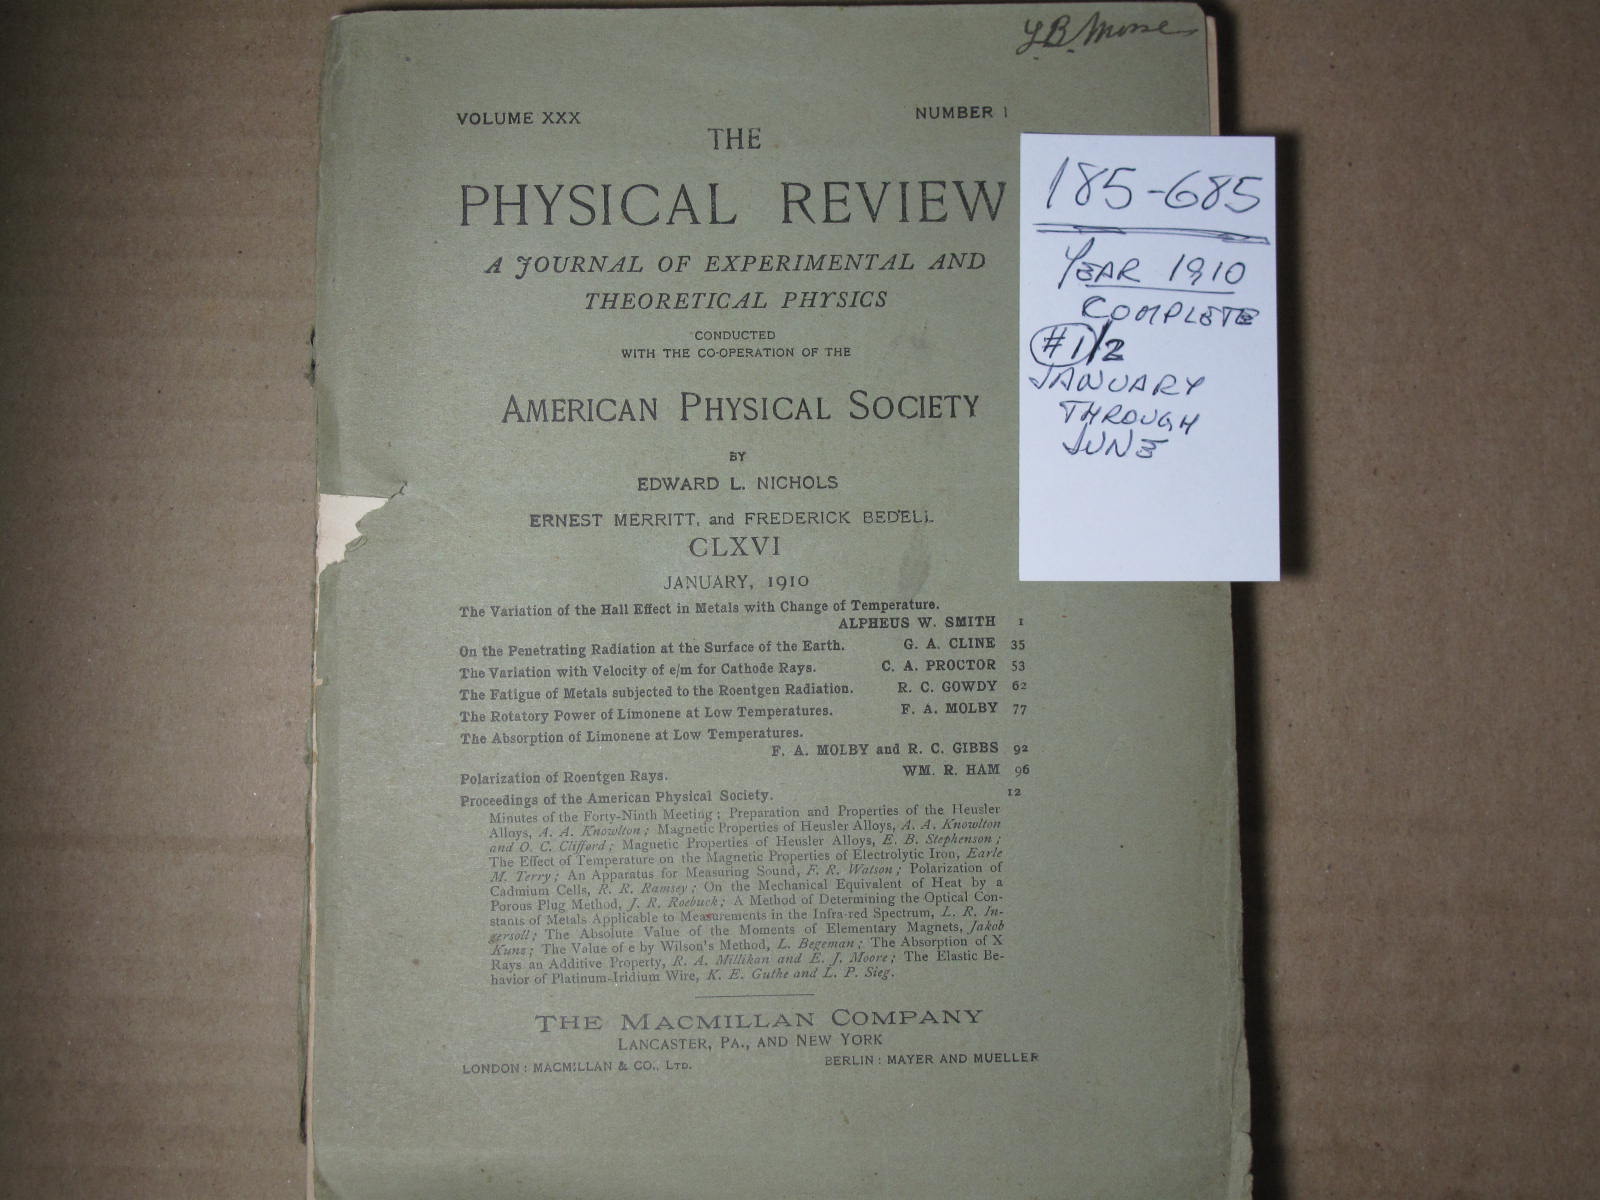 L. B. Morse
VOLUME XXX
NUMBER 1
THE
PHYSICAL REVIEW
A JOURNAL OF EXPERIMENTAL AND
THEORETICAL PHYSICS
CONDUCTED
WITH THE CO-OPERATION OF THE
AMERICAN PHYSICAL SOCIETY
BY
EDWARD L. NICHOLS
ERNEST MERRITT, and FREDERICK BEDELL
CLXVI
JANUARY, 1910
The Variation of the Hall Effect in Metals with Change of Temperature.
ALPHEUS W. SMITH 1
On the Penetrating Radiation at the Surface of the Earth. G. A. CLINE 35
The Variation with Velocity of e/m for Cathode Rays. C. A. PROCTOR 53
The Fatigue of Metals subjected to the Roentgen Radiation. R. C. GOWDY 62
The Rotatory Power of Limonene at Low Temperatures. F. A. MOLBY 77
The Absorption of Limonene at Low Temperatures.
F. A. MOLBY and R. C. GIBBS 92
Polarization of Roentgen Rays. WM. R. HAM 96
Proceedings of the American Physical Society. 12
Minutes of the Forty-Ninth Meeting; Preparation and Properties of the Heusler
Alloys, A. A. Knowlton; Magnetic Properties of Heusler Alloys, A. A. Knowlton
and O. C. Clifford; Magnetic Properties of Heusler Alloys, E. B. Stephenson;
The Effect of Temperature on the Magnetic Properties of Electrolytic Iron, Earle
M. Terry; An Apparatus for Measuring Sound, F. R. Watson; Polarization of
Cadmium Cells, R. R. Ramsey; On the Mechanical Equivalent of Heat by a
Porous Plug Method, J. R. Roebuck; A Method of Determining the Optical Con-
stants of Metals Applicable to Measurements in the Infra-red Spectrum, L. R. In-
gersoll; The Absolute Value of the Moments of Elementary Magnets, Jakob
Kunz; The Value of e by Wilson's Method, L. Begeman; The Absorption of X
Rays an Additive Property, R. A. Millikan and E. J. Moore; The Elastic Be-
havior of Platinum-Iridium Wire, K. E. Guthe and L. P. Sieg.
THE MACMILLAN COMPANY
LANCASTER, PA., AND NEW YORK
LONDON: MACMILLAN & CO., LTD.
BERLIN: MAYER AND MUELLER
185-685
YEAR 1910
COMPLETE
#1/2
JANUARY
THROUGH
JUNE